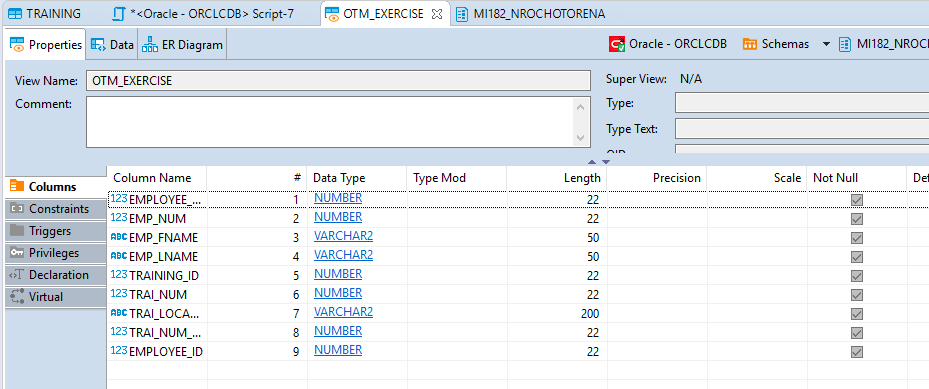 TRAINING *<Oracle - ORCLCDB> Script-7 OTM_EXERCISE MI182_NROCHOTORENA
Properties Data ER Diagram Oracle - ORCLCDB Schemas MI182_NROC
View Name: OTM_EXERCISE Super View: N/A
Comment: Type:
Type Text:
OID
Columns
Constraints
Triggers
Privileges
Declaration
Virtual
Column Name # Data Type Type Mod Length Precision Scale Not Null Def
123 EMPLOYEE_... 1 NUMBER 22
123 EMP_NUM 2 NUMBER 22
ABC EMP_FNAME 3 VARCHAR2 50
ABC EMP_LNAME 4 VARCHAR2 50
123 TRAINING_ID 5 NUMBER 22
123 TRAI_NUM 6 NUMBER 22
ABC TRAI_LOCA... 7 VARCHAR2 200
123 TRAI_NUM_... 8 NUMBER 22
123 EMPLOYEE_ID 9 NUMBER 22